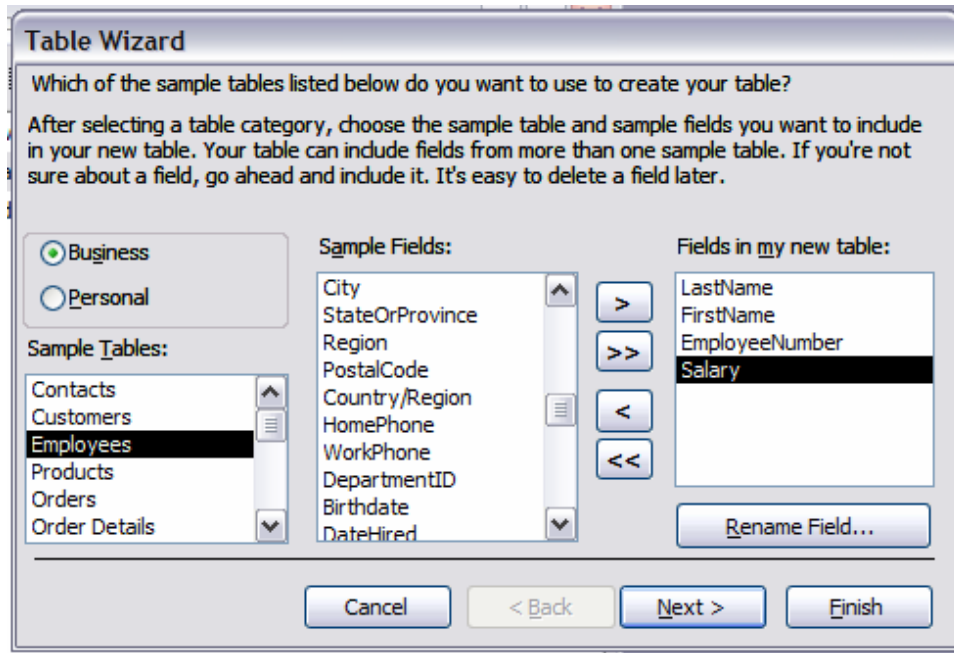 Table Wizard
Which of the sample tables listed below do you want to use to create your table?
After selecting a table category, choose the sample table and sample fields you want to include
in your new table. Your table can include fields from more than one sample table. If you're not
sure about a field, go ahead and include it. It's easy to delete a field later.
Business
Personal
Sample Tables:
Contacts
Customers
Employees
Products
Orders
Order Details
Sample Fields:
City
StateOrProvince
Region
PostalCode
Country/Region
HomePhone
WorkPhone
DepartmentID
Birthdate
DateHired
>
>>
<
<<
Fields in my new table:
LastName
FirstName
EmployeeNumber
Salary
Rename Field...
Cancel
< Back
Next >
Finish